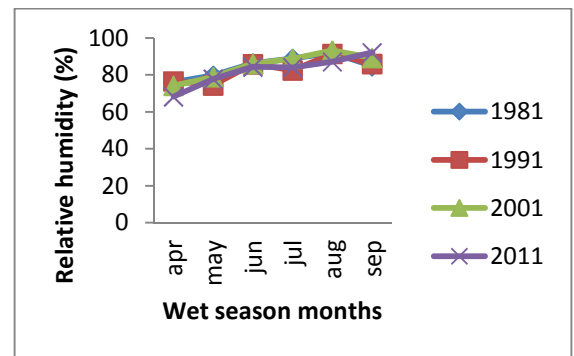 Relative humidity (%)
100
80
60
40
20
0
apr
may
jun
jul
aug
sep
Wet season months
1981
1991
2001
2011